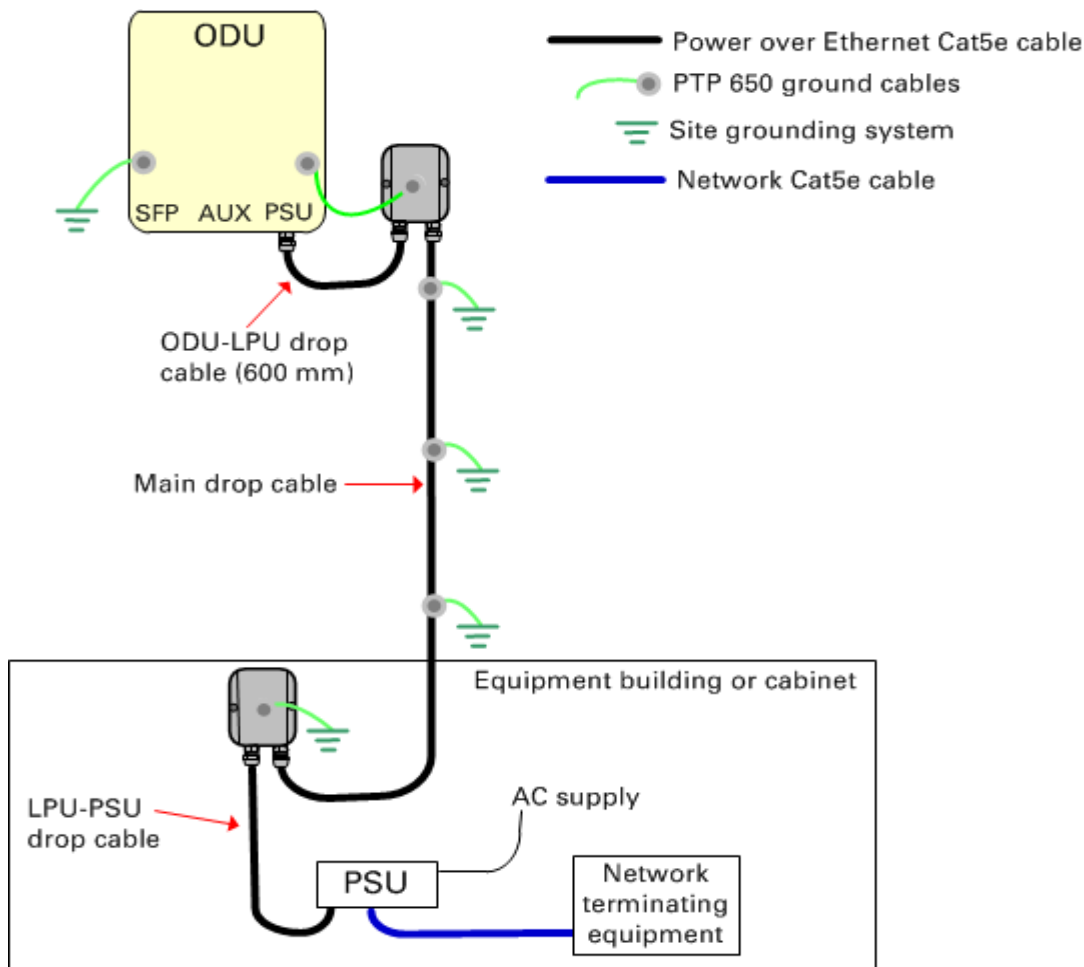 ODU
Power over Ethernet Cat5e cable
PTP 650 ground cables
Site grounding system
Network Cat5e cable
SFP AUX PSU
ODU-LPU drop
cable (600 mm)
Main drop cable
Equipment building or cabinet
LPU-PSU
drop cable
AC supply
PSU
Network
terminating
equipment